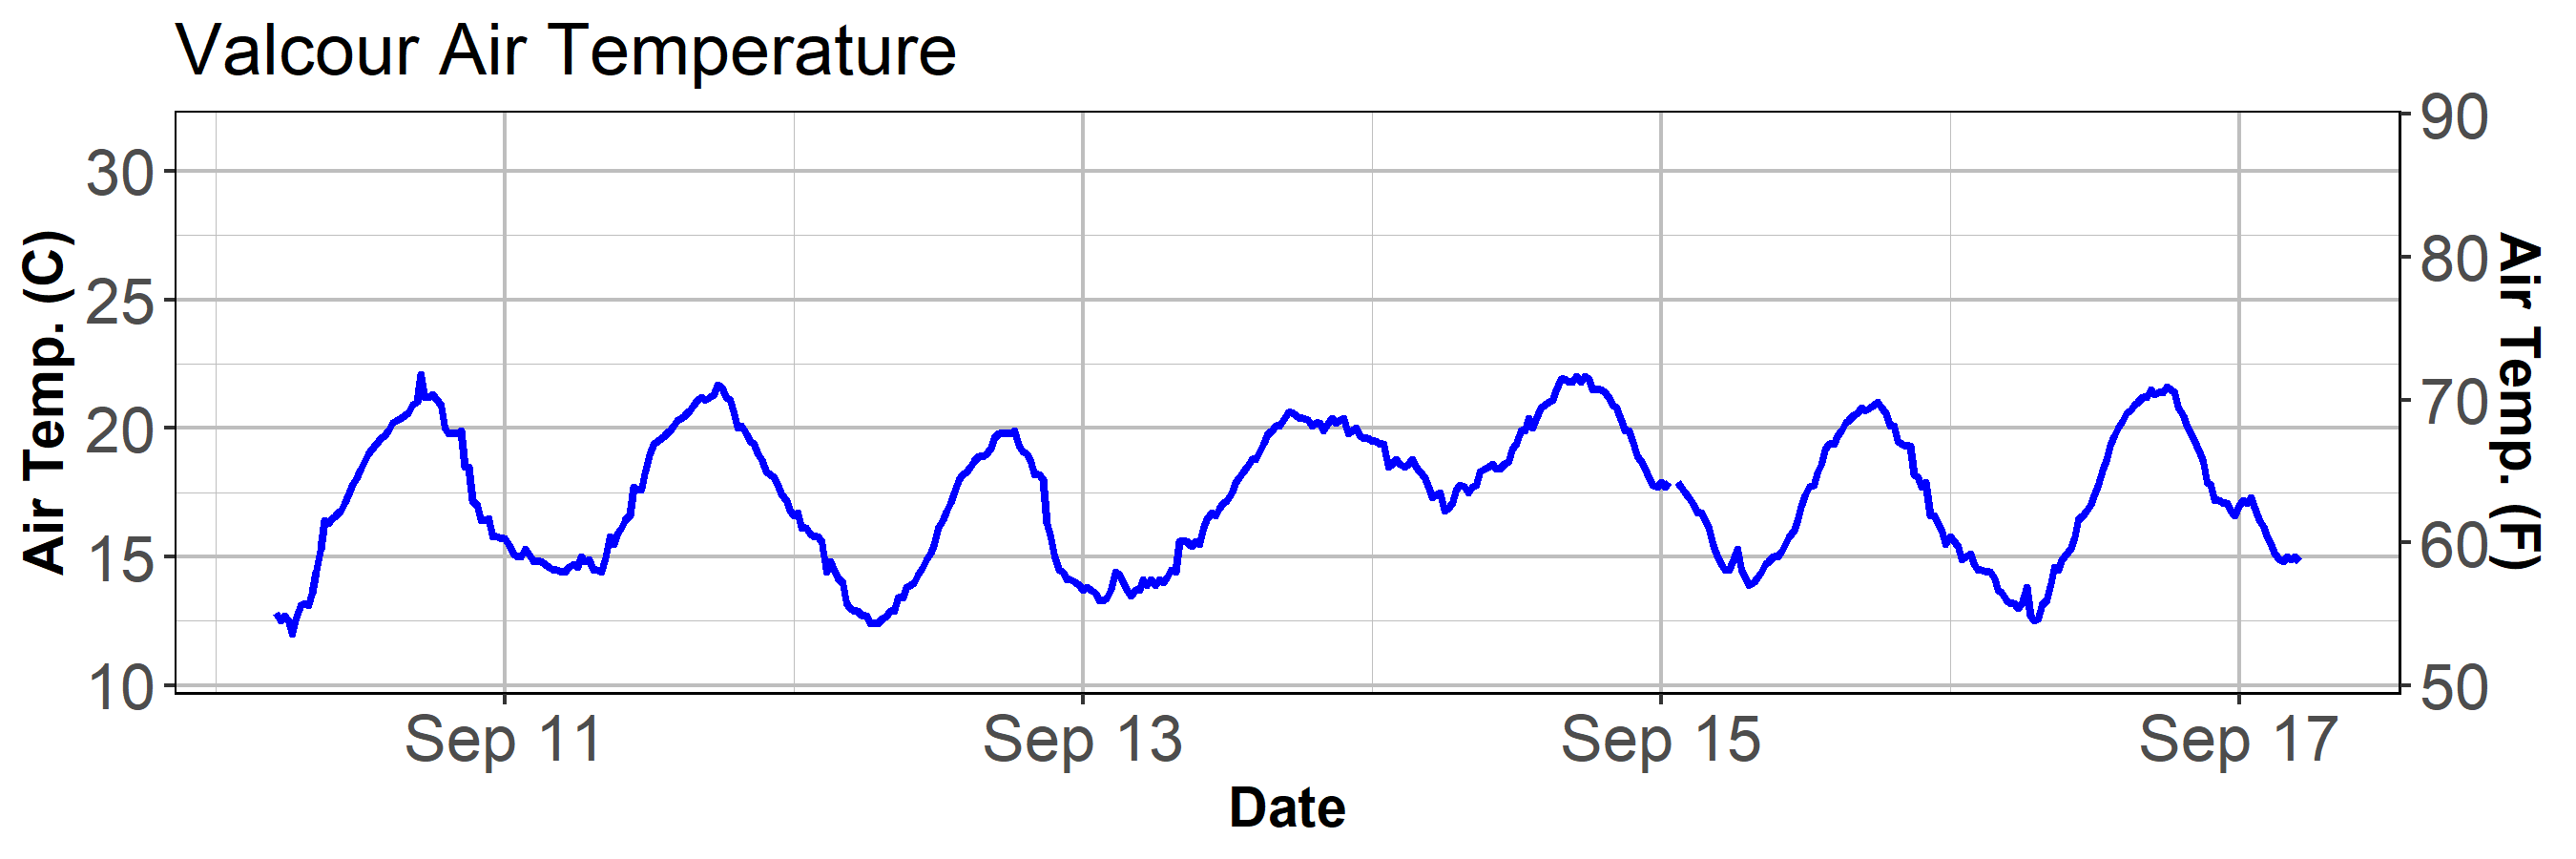 Valcour Air Temperature
Air Temp. (C)
30
25
20
15
10
90
80
70
60
50
Air Temp. (F)
Sep 11
Sep 13
Sep 15
Sep 17
Date